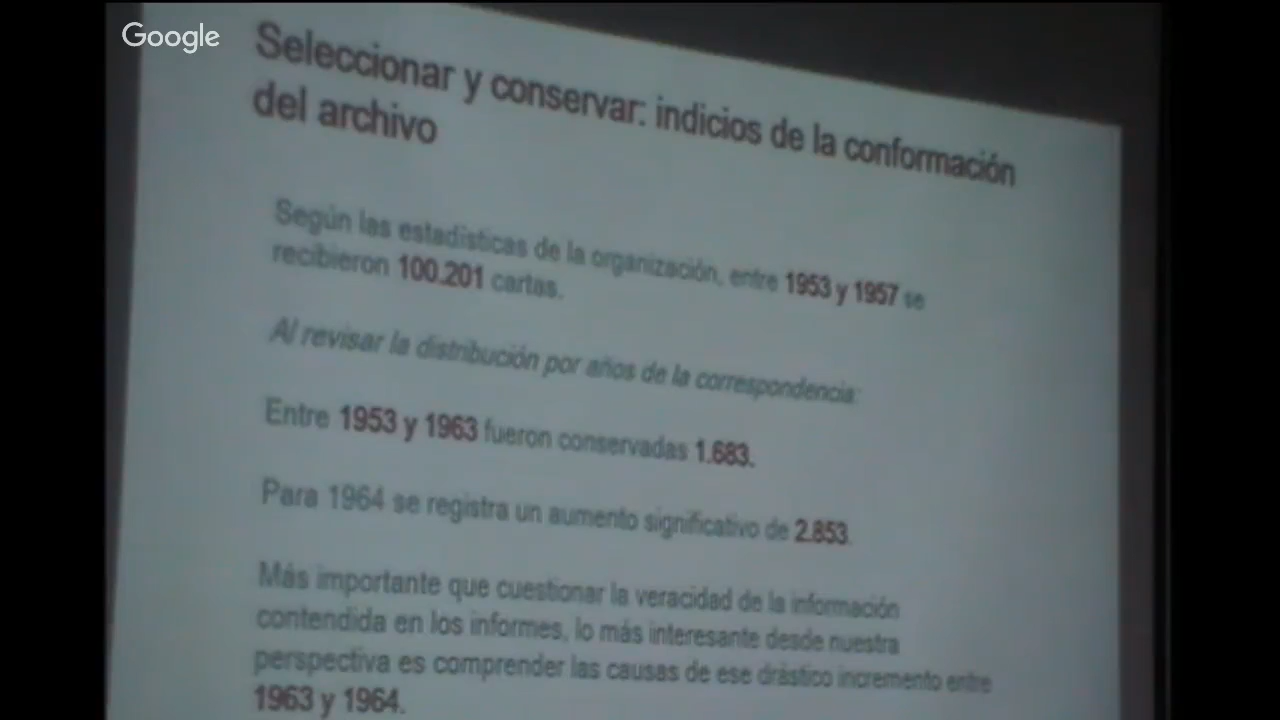 Google
Seleccionar y conservar: indicios de la conformación
del archivo
Según las estadísticas de la organización, entre 1953 y 1957 se
recibieron 100.201 cartas.
Al revisar la distribución por años de la correspondencia:
Entre 1953 y 1963 fueron conservadas 1.683.
Para 1964 se registra un aumento significativo de 2.853.
Más importante que cuestionar la veracidad de la información
contendida en los informes, lo más interesante desde nuestra
perspectiva es comprender las causas de ese drástico incremento entre
1963 y 1964.